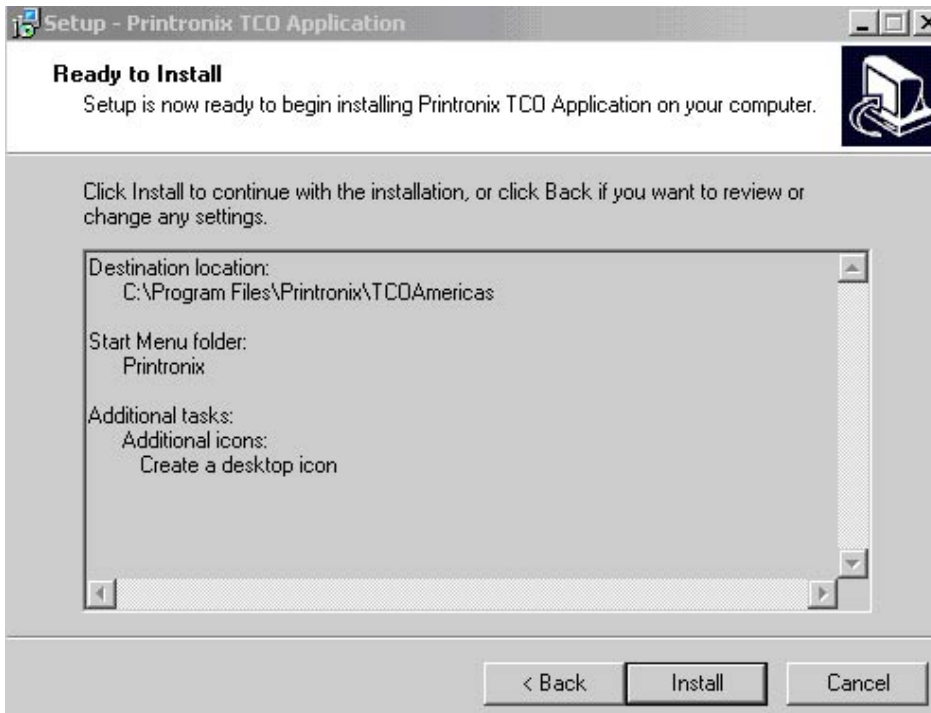 Setup - Printronix TCO Application
Ready to Install
Setup is now ready to begin installing Printronix TCO Application on your computer.
Click Install to continue with the installation, or click Back if you want to review or
change any settings.
Destination location:
C:\Program Files\Printronix\TCOAmericas
Start Menu folder:
Printronix
Additional tasks:
Additional icons:
Create a desktop icon
< Back
Install
Cancel